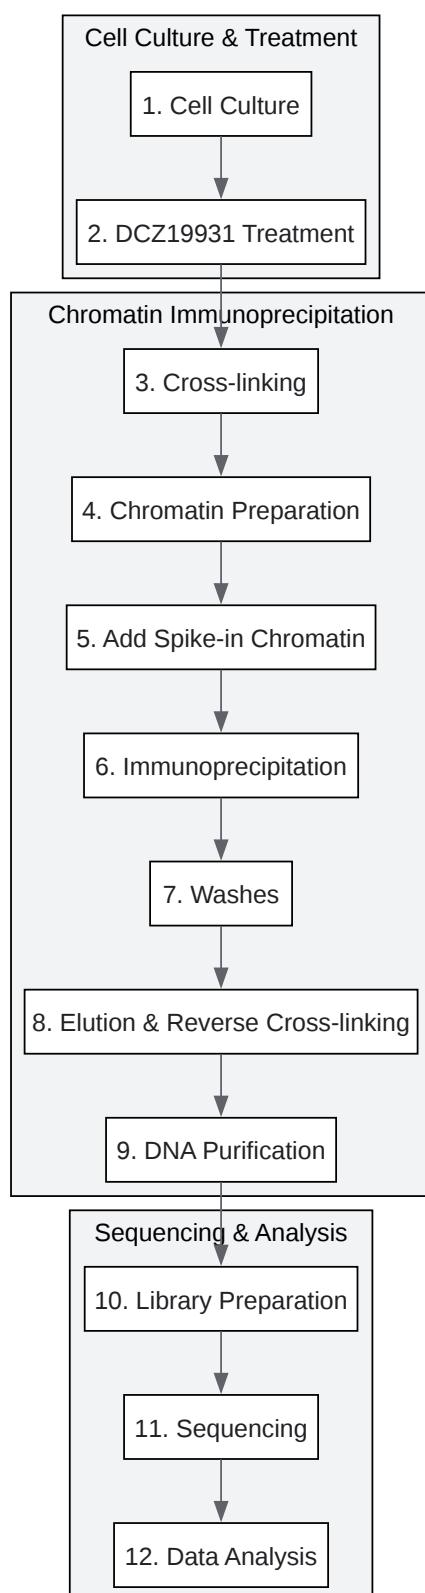 Cell Culture & Treatment
1. Cell Culture
2. DCZ19931 Treatment
Chromatin Immunoprecipitation
3. Cross-linking
4. Chromatin Preparation
5. Add Spike-in Chromatin
6. Immunoprecipitation
7. Washes
8. Elution & Reverse Cross-linking
9. DNA Purification
Sequencing & Analysis
10. Library Preparation
11. Sequencing
12. Data Analysis